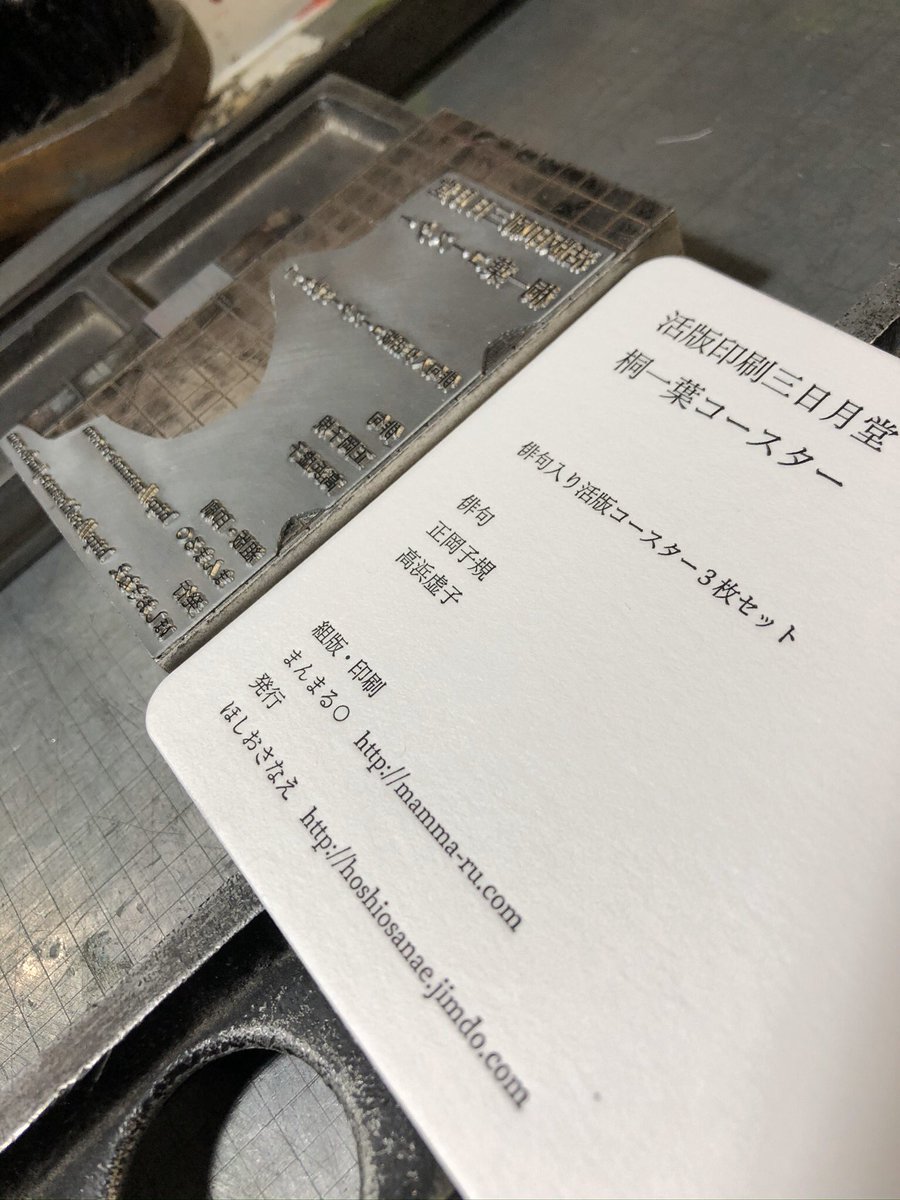 活版印刷三日月堂
桐一葉コースター
俳句入り活版コースター３枚セット
俳句
正岡子規
高浜虚子
組版・印刷
まんまる〇　http://mamma-ru.com
発行
ほしおさなえ　http://hoshiosanae.jimdo.com